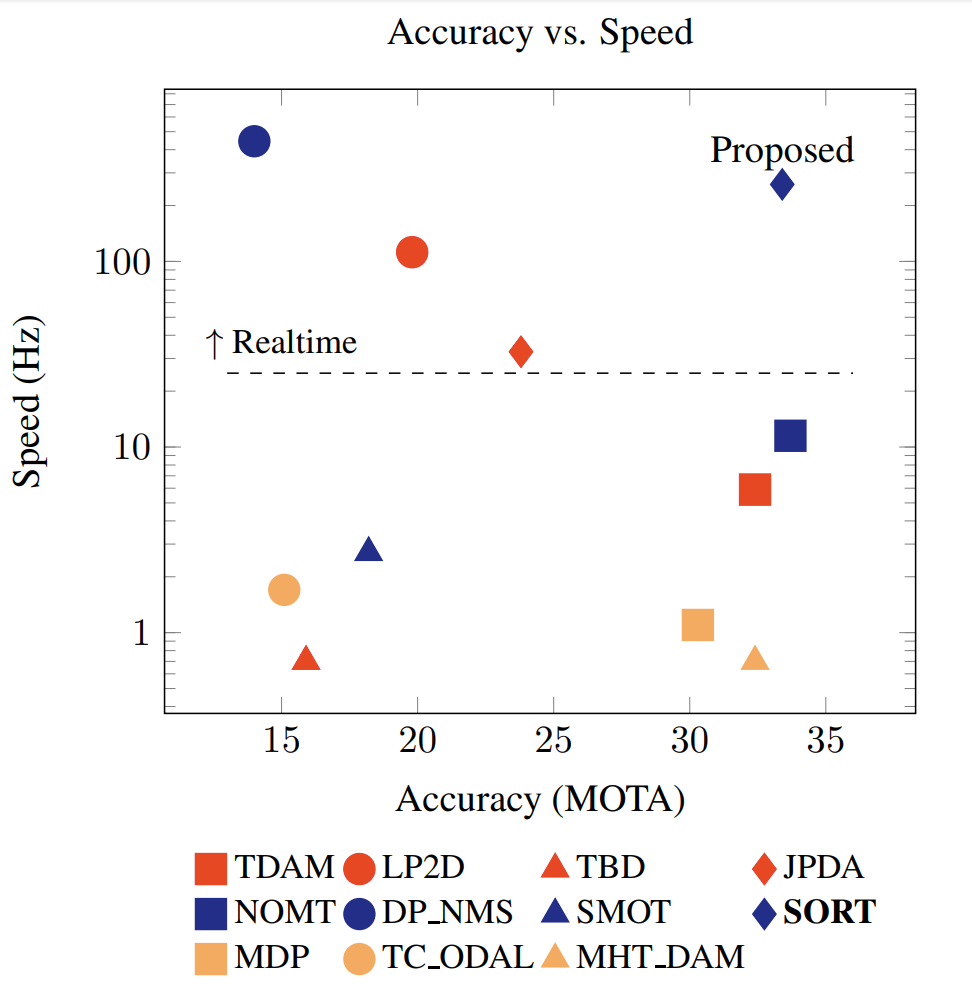 Accuracy vs. Speed
Proposed
100
↑ Realtime
10
1
Speed (Hz)
15 20 25 30 35
Accuracy (MOTA)
TDAM LP2D TBD JPDA
NOMT DP_NMS SMOT SORT
MDP TC_ODAL MHT_DAM